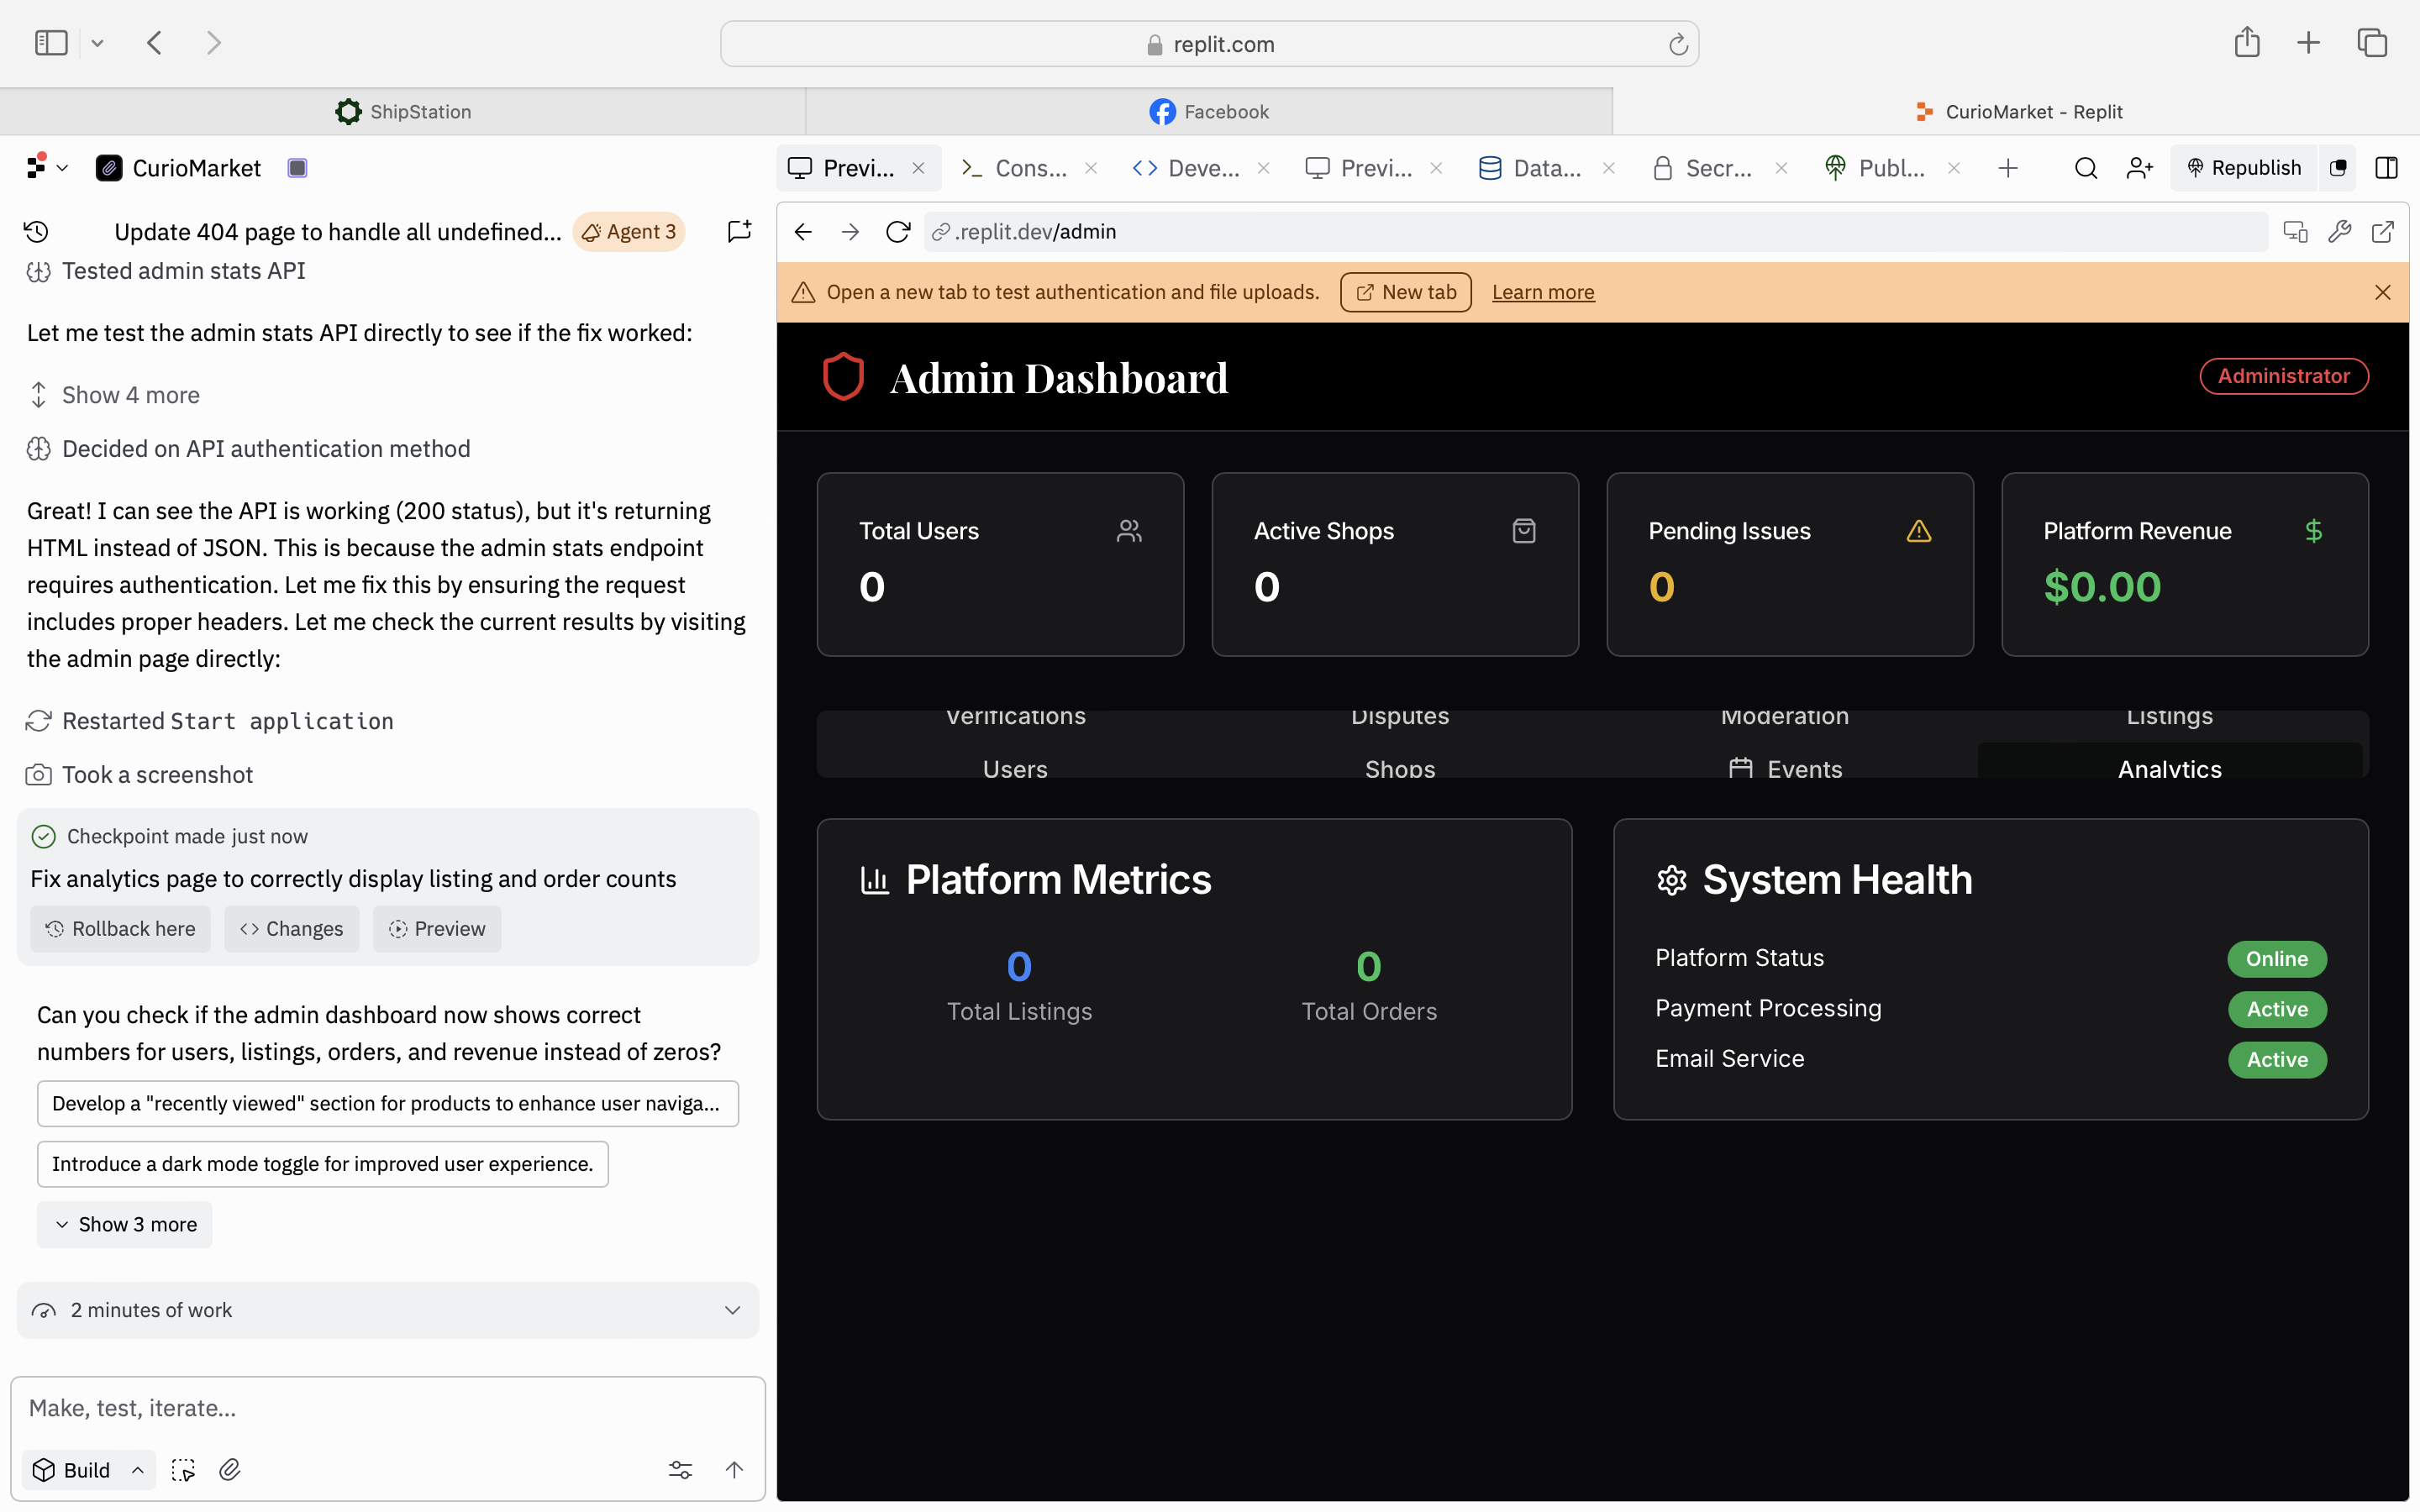 replit.com
ShipStation
Facebook
CurioMarket - Replit
CurioMarket
Previ...
Cons...
Deve...
Previ...
Data...
Secr...
Publ...
Republish
Update 404 page to handle all undefined...
Agent 3
.replit.dev/admin
Tested admin stats API
Open a new tab to test authentication and file uploads.
New tab
Learn more
Let me test the admin stats API directly to see if the fix worked:
Show 4 more
Decided on API authentication method
Great! I can see the API is working (200 status), but it's returning
HTML instead of JSON. This is because the admin stats endpoint
requires authentication. Let me fix this by ensuring the request
includes proper headers. Let me check the current results by visiting
the admin page directly:
Restarted Start application
Took a screenshot
Checkpoint made just now
Fix analytics page to correctly display listing and order counts
Rollback here
Changes
Preview
Can you check if the admin dashboard now shows correct
numbers for users, listings, orders, and revenue instead of zeros?
Develop a "recently viewed" section for products to enhance user naviga...
Introduce a dark mode toggle for improved user experience.
Show 3 more
2 minutes of work
Make, test, iterate...
Build
Admin Dashboard
Administrator
Total Users
0
Active Shops
0
Pending Issues
0
Platform Revenue
$0.00
Verifications
Disputes
Moderation
Listings
Users
Shops
Events
Analytics
Platform Metrics
0
Total Listings
0
Total Orders
System Health
Platform Status
Online
Payment Processing
Active
Email Service
Active